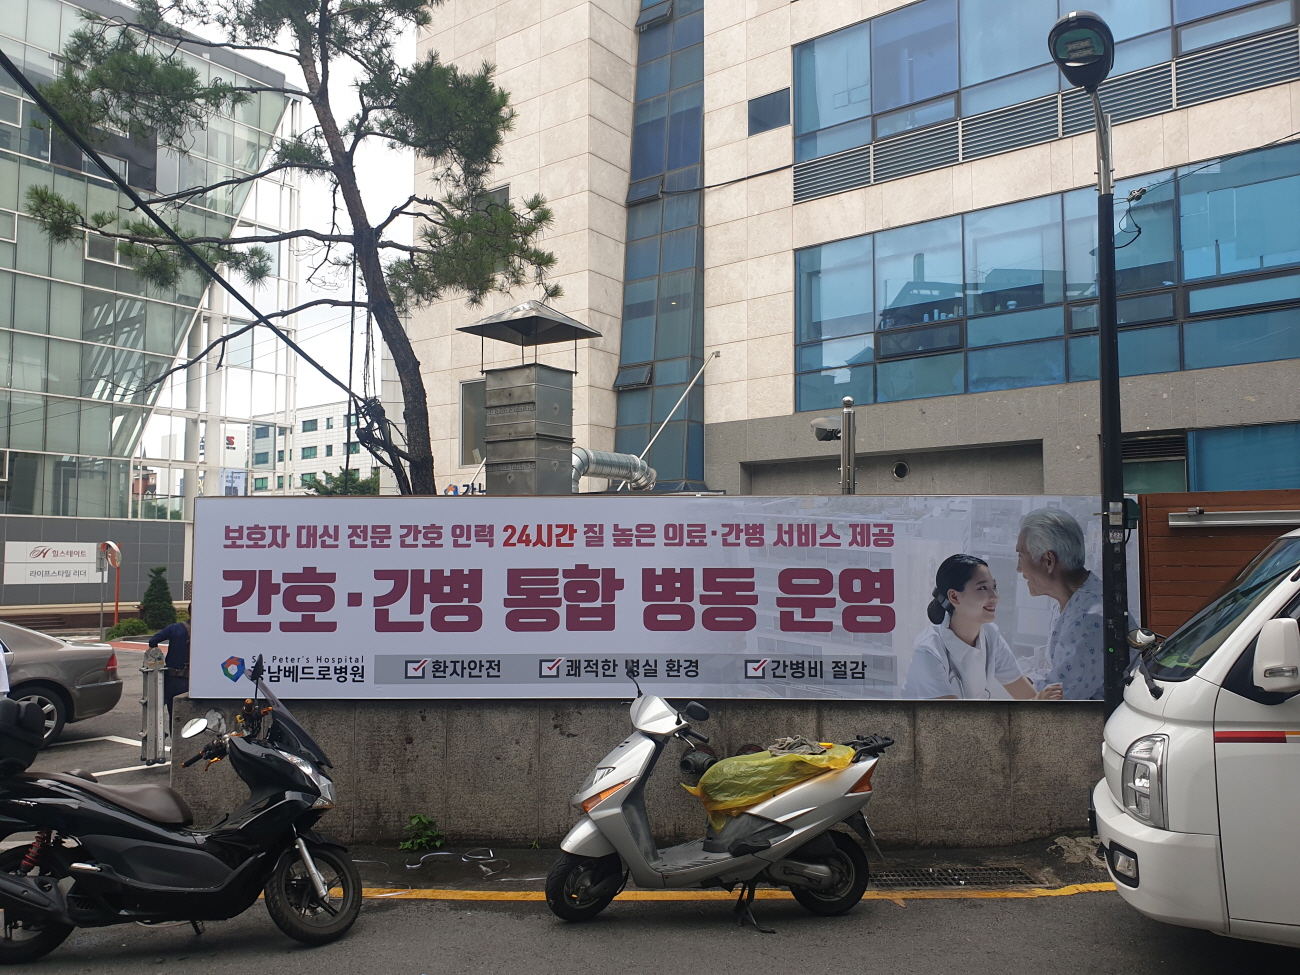 보호자 대신 전문 간호 인력 24시간 질 높은 의료·간병 서비스 제공
간호·간병 통합 병동 운영
St. Peter's Hospital
강남베드로병원
환자안전
쾌적한 병실 환경
간병비 절감
힐스테이트
라이프스타일 리더